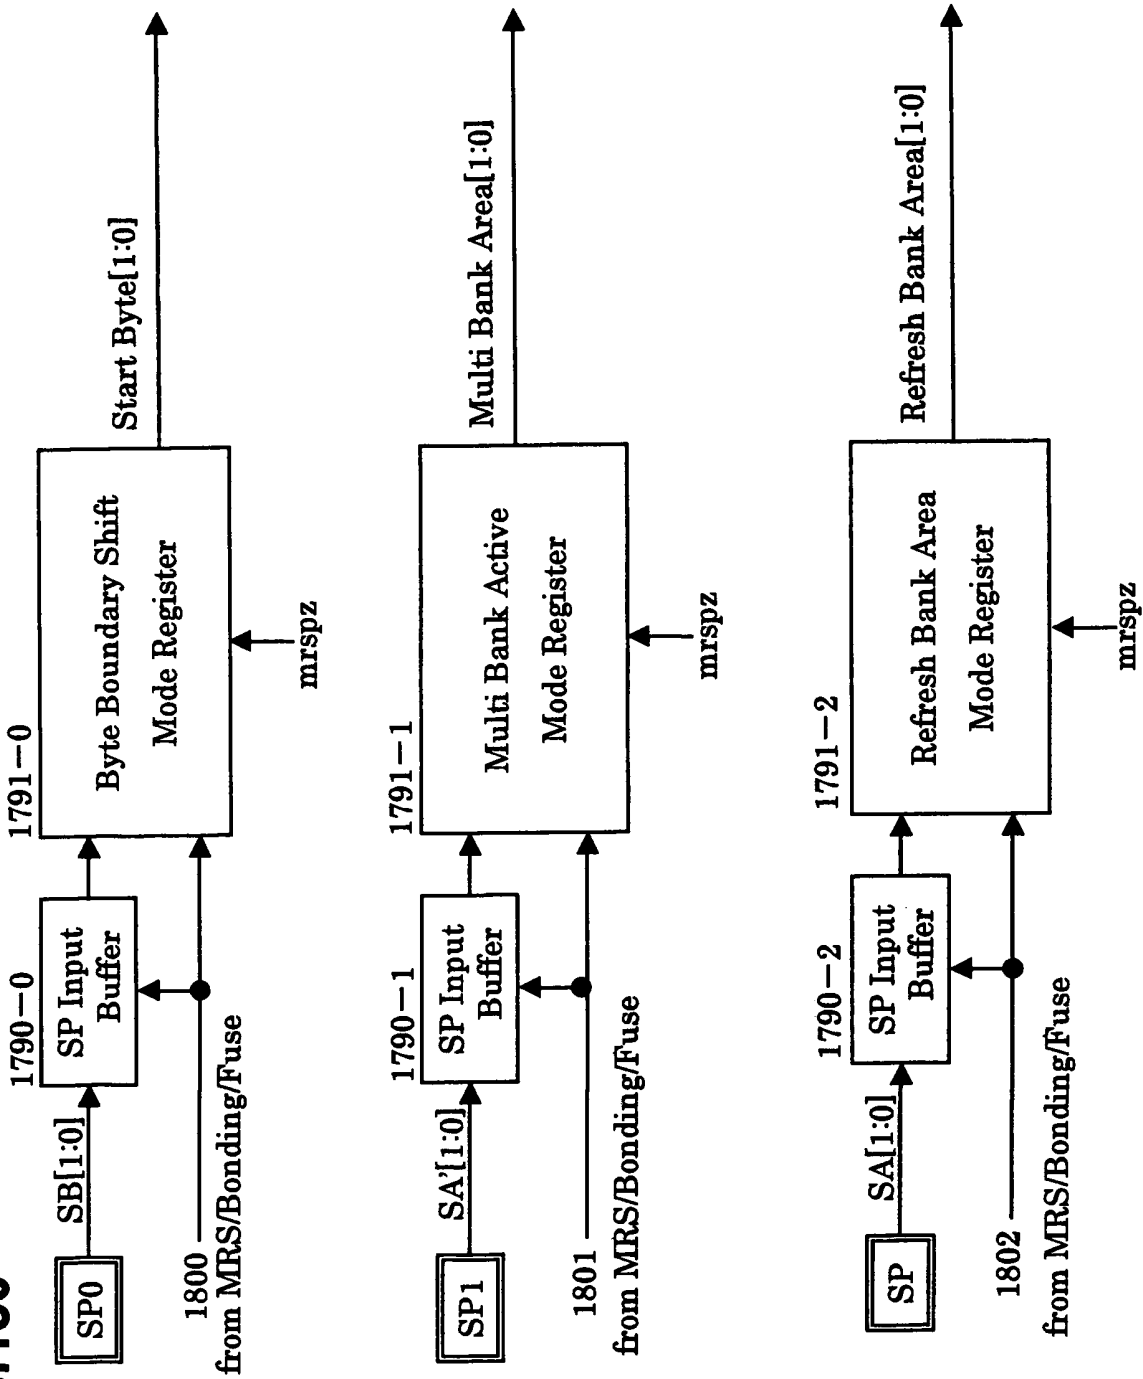 SP0
SB[1:0]
1790-0
SP Input
Buffer
1800
from MRS/Bonding/Fuse
1791-0
Byte Boundary Shift
Mode Register
mrspz
Start Byte[1:0]
SP1
SA'[1:0]
1790-1
SP Input
Buffer
1801
from MRS/Bonding/Fuse
1791-1
Multi Bank Active
Mode Register
mrspz
Multi Bank Area[1:0]
SP
SA[1:0]
1790-2
SP Input
Buffer
1802
from MRS/Bonding/Fuse
1791-2
Refresh Bank Area
Mode Register
mrspz
Refresh Bank Area[1:0]